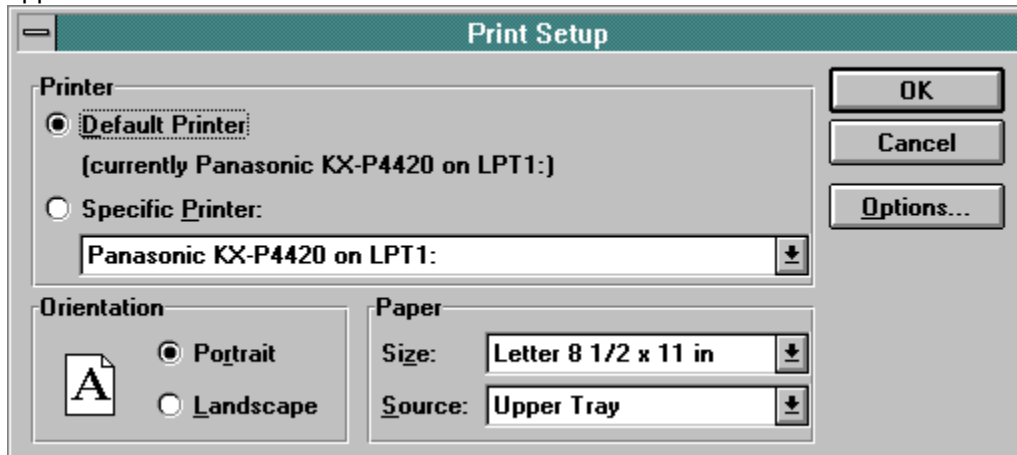 Print Setup
Printer
Default Printer
(currently Panasonic KX-P4420 on LPT1:)
Specific Printer:
Panasonic KX-P4420 on LPT1:
OK
Cancel
Options...
Orientation
A
Portrait
Landscape
Paper
Size: Letter 8 1/2 x 11 in
Source: Upper Tray